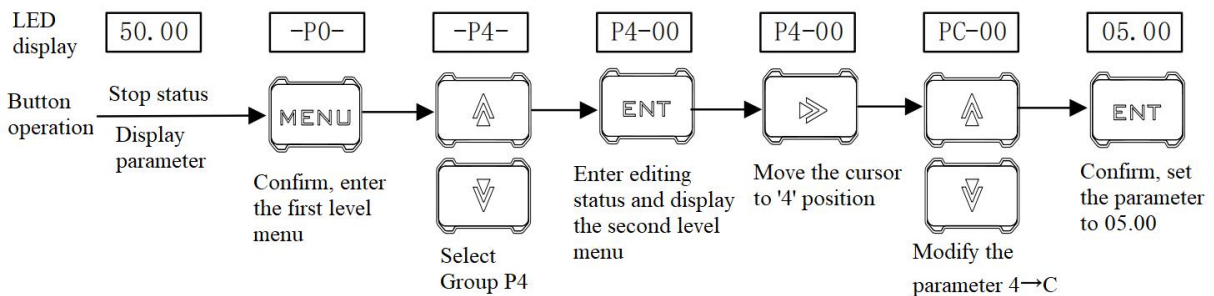 LED
display
50.00
-P0-
-P4-
P4-00
P4-00
PC-00
05.00
Button
operation
Stop status
Display
parameter
MENU
ENT
ENT
Confirm, enter
the first level
menu
Select
Group P4
Enter editing
status and display
the second level
menu
Move the cursor
to '4' position
Modify the
parameter 4→C
Confirm, set
the parameter
to 05.00